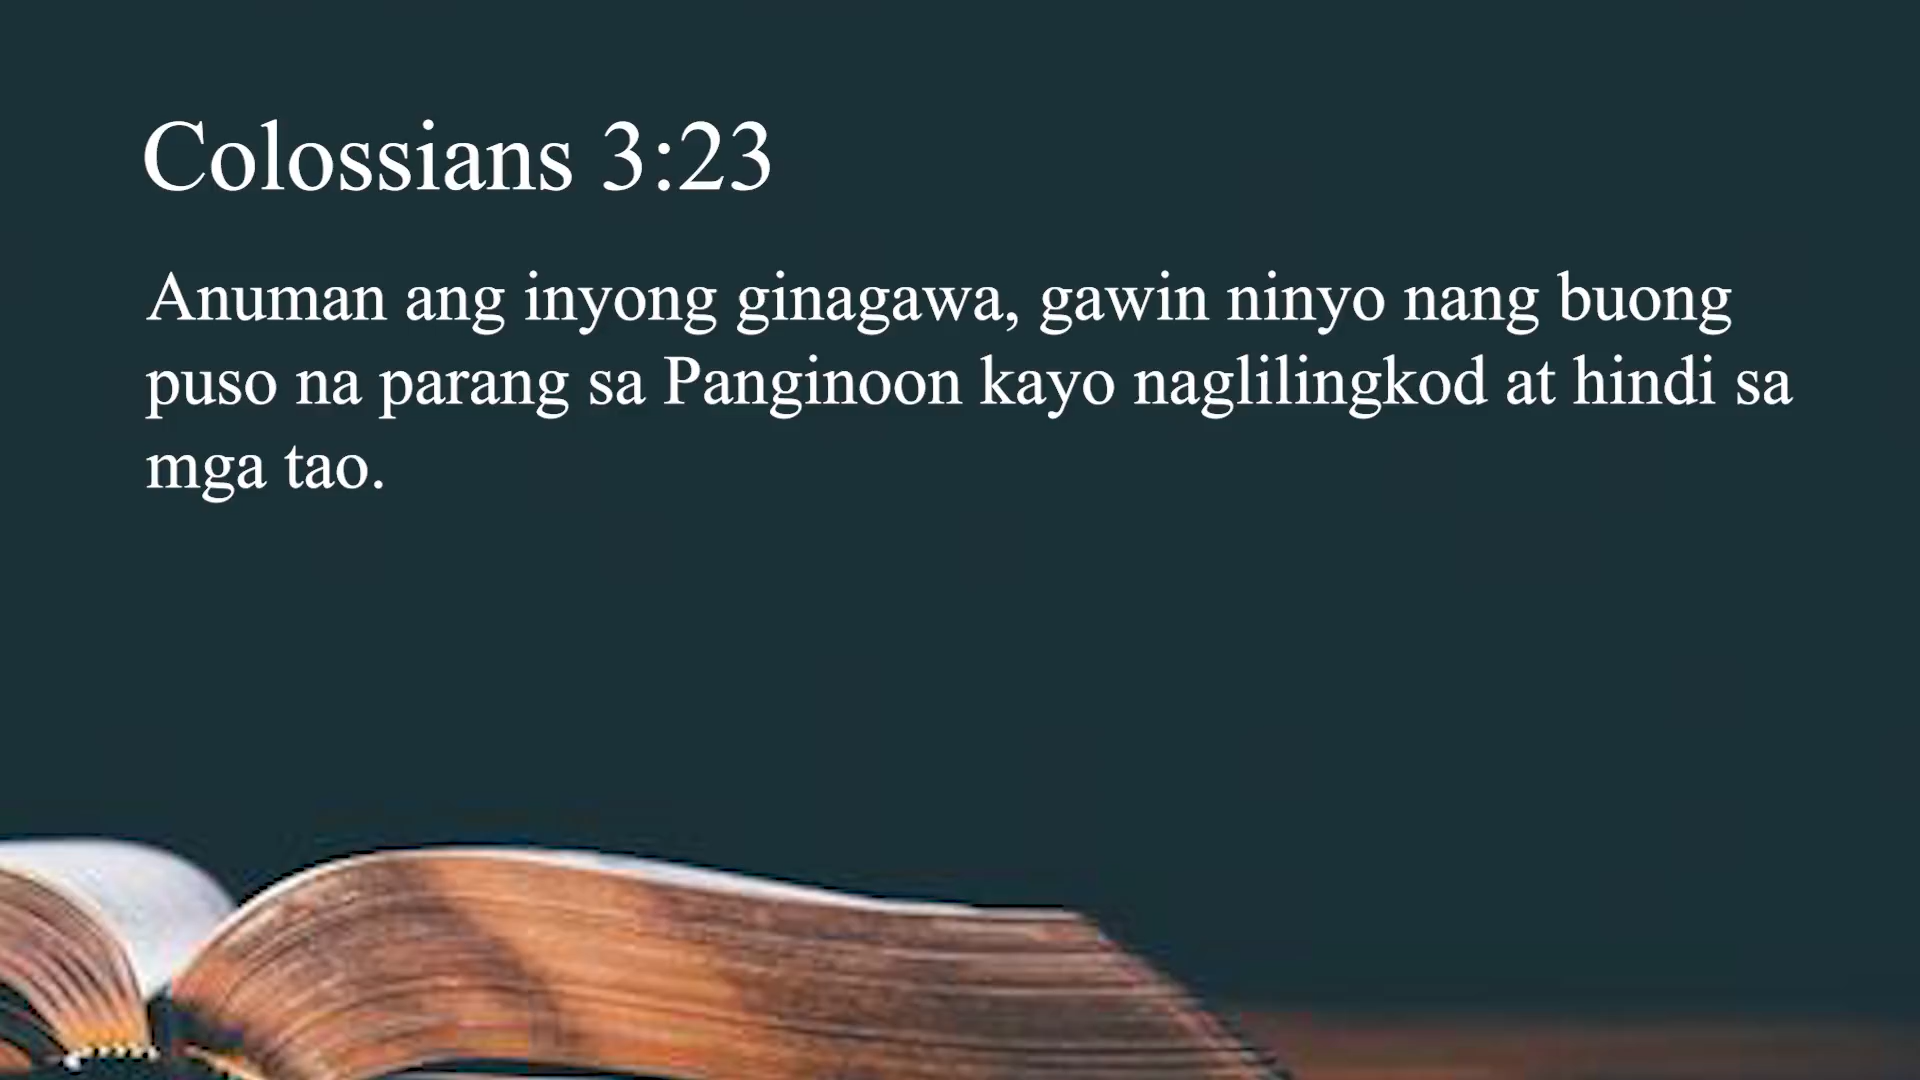 Colossians 3:23
Anuman ang inyong ginagawa, gawin ninyo nang buong
puso na parang sa Panginoon kayo naglilingkod at hindi sa
mga tao.